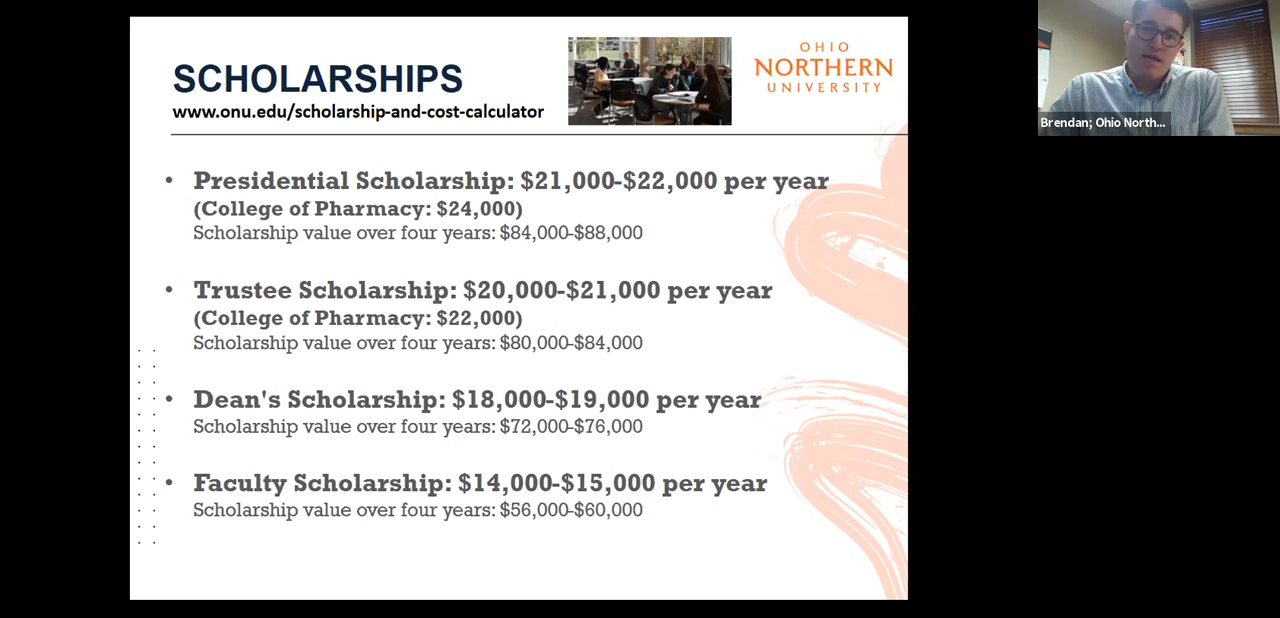 SCHOLARSHIPS
www.onu.edu/scholarship-and-cost-calculator
OHIO
NORTHERN
UNIVERSITY
Brendan; Ohio North...
• Presidential Scholarship: $21,000-$22,000 per year
(College of Pharmacy: $24,000)
Scholarship value over four years: $84,000-$88,000
• Trustee Scholarship: $20,000-$21,000 per year
(College of Pharmacy: $22,000)
Scholarship value over four years: $80,000-$84,000
• Dean's Scholarship: $18,000-$19,000 per year
Scholarship value over four years: $72,000-$76,000
• Faculty Scholarship: $14,000-$15,000 per year
Scholarship value over four years: $56,000-$60,000